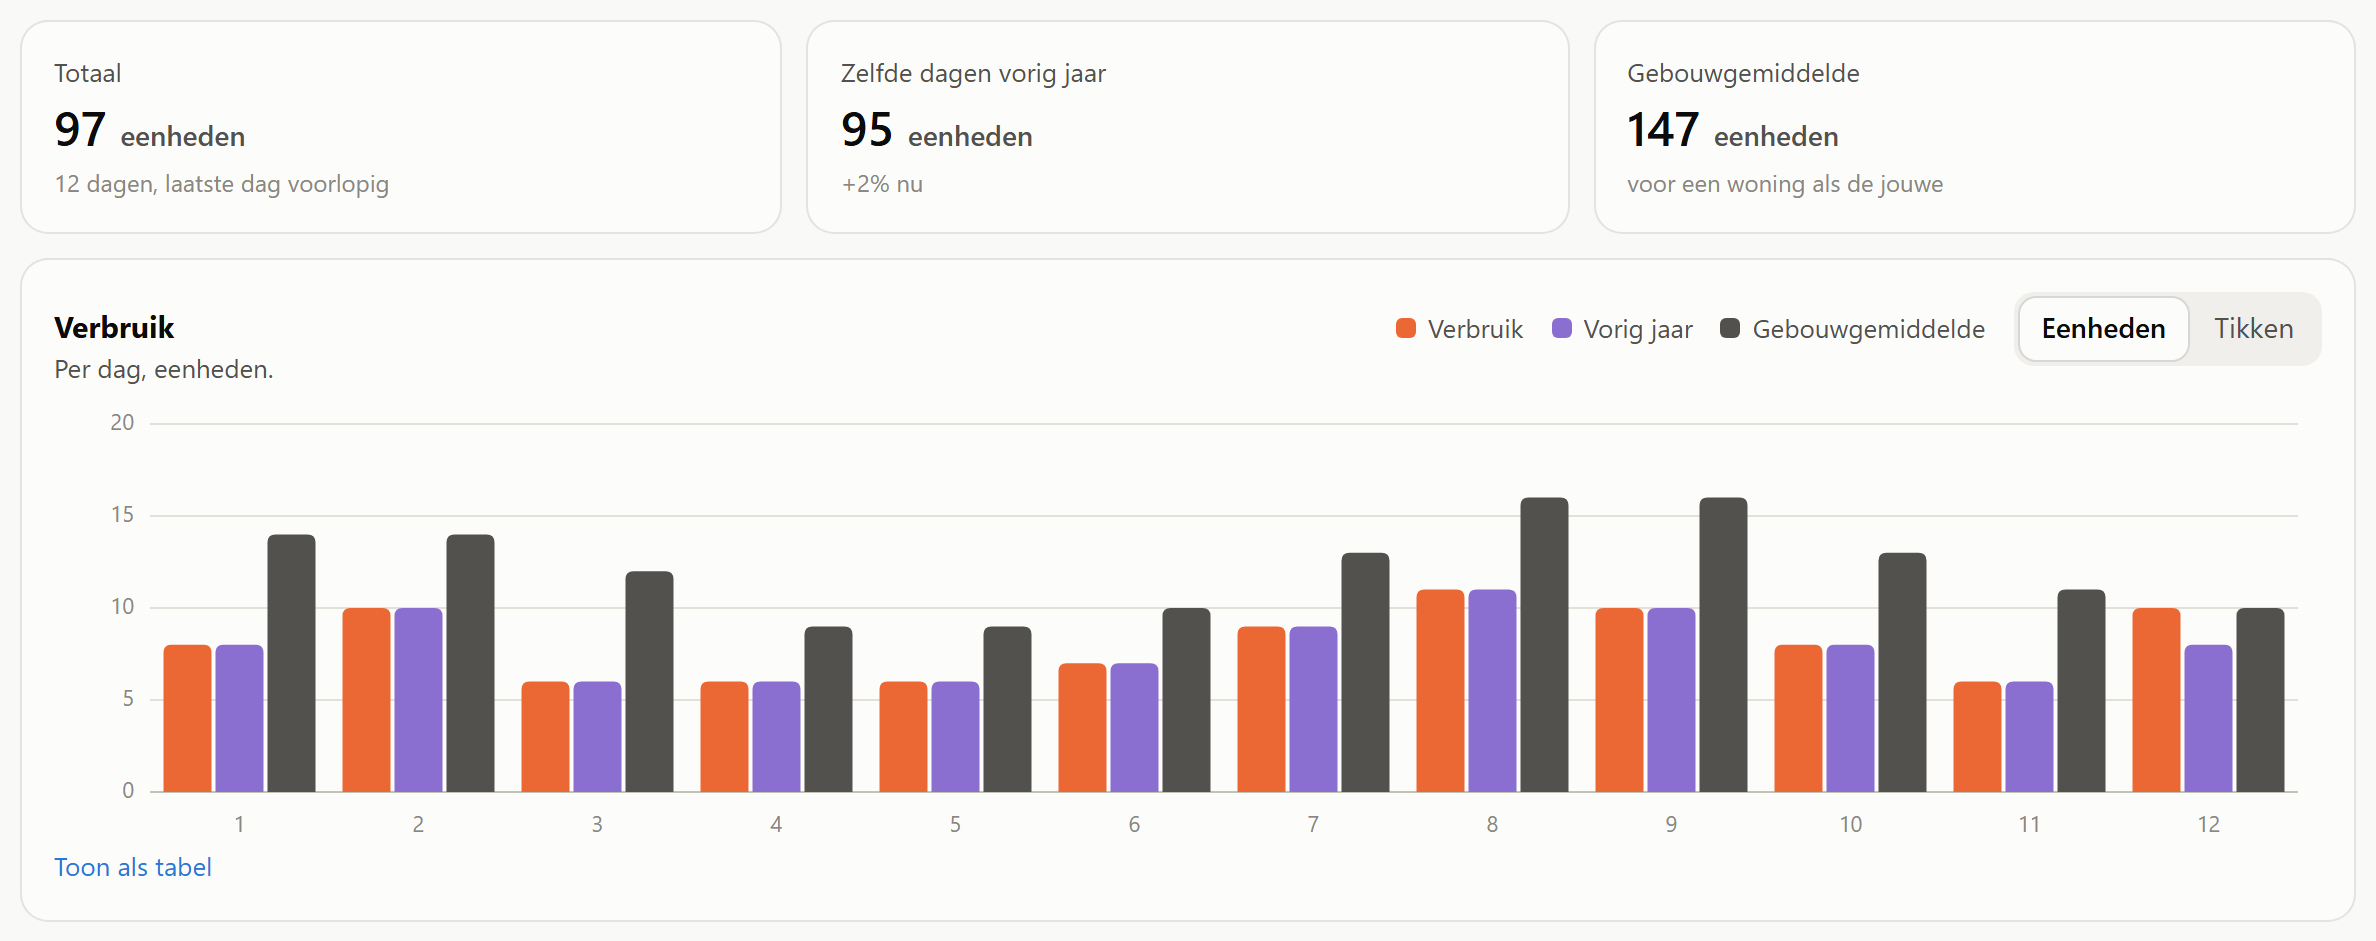 Totaal
97 eenheden
12 dagen, laatste dag voorlopig
Zelfde dagen vorig jaar
95 eenheden
+2% nu
Gebouwgemiddelde
147 eenheden
voor een woning als de jouwe
Verbruik
Per dag, eenheden.
Verbruik Vorig jaar Gebouwgemiddelde
Eenheden Tikken
20
15
10
5
0
1 2 3 4 5 6 7 8 9 10 11 12
Toon als tabel